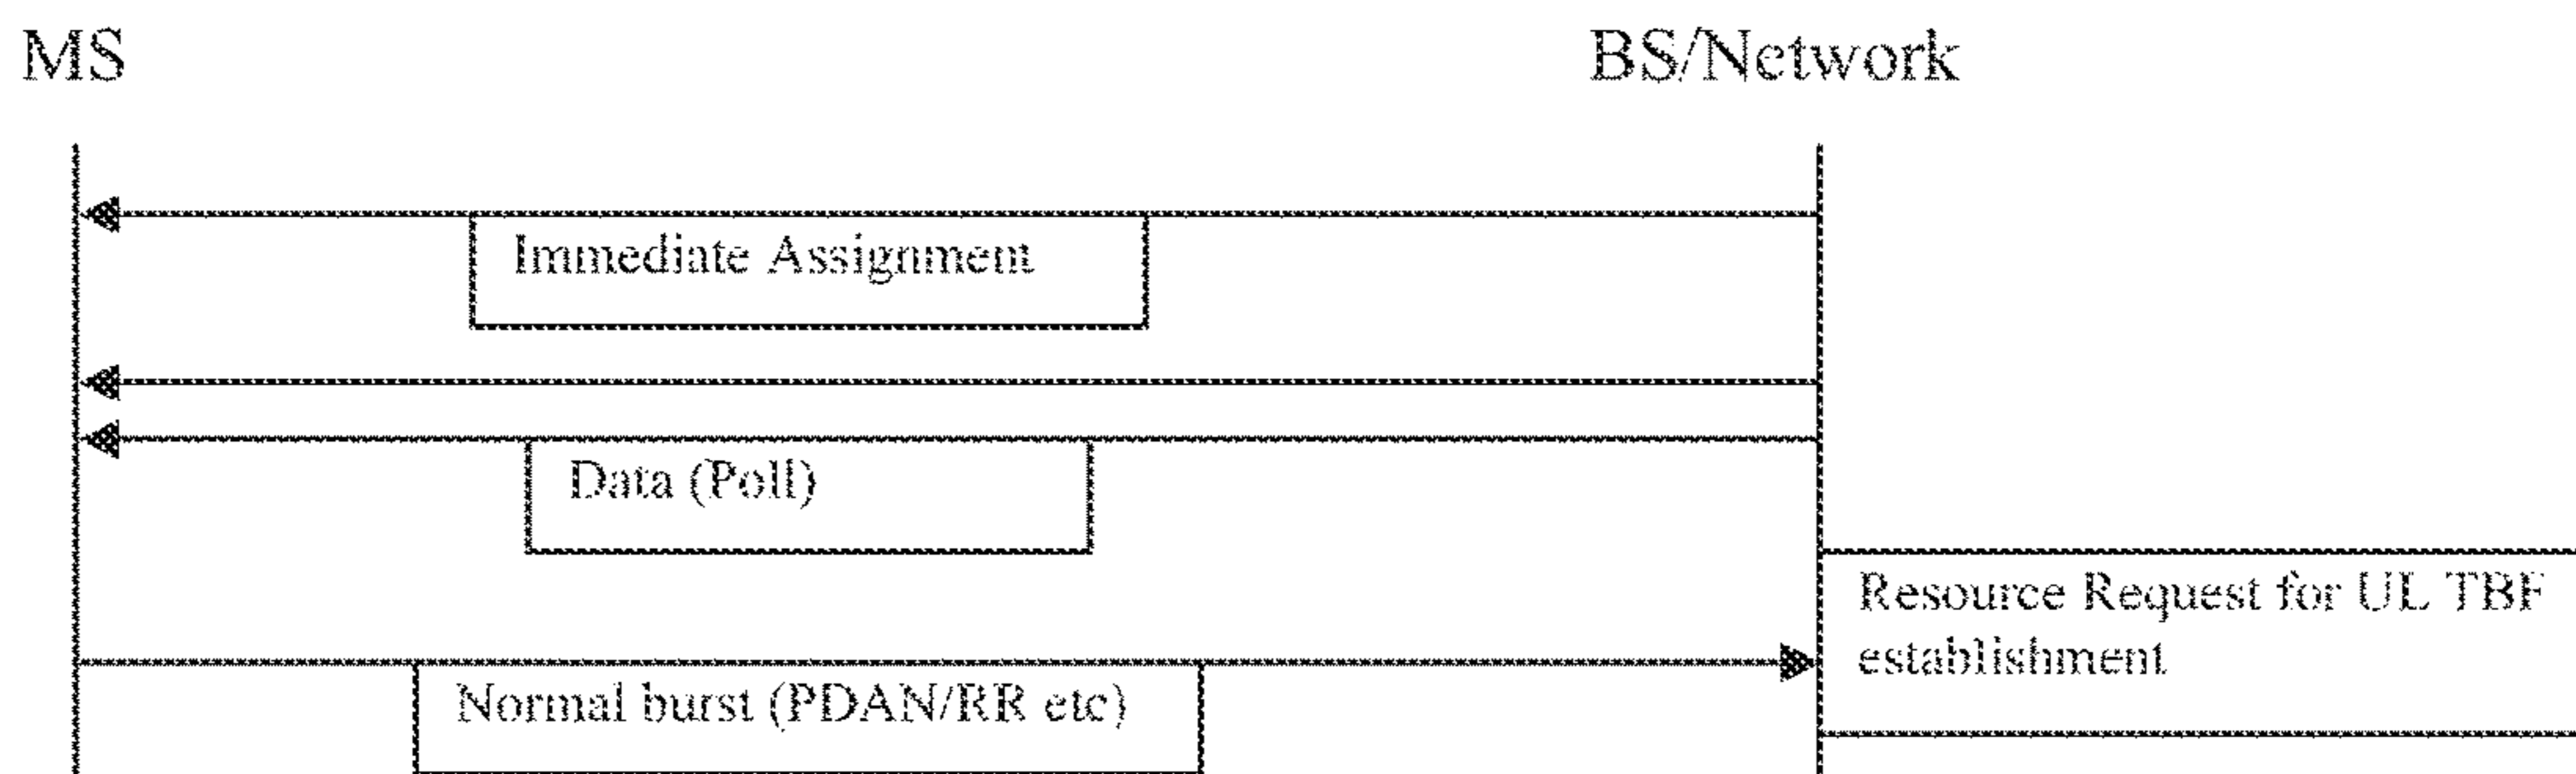 MS
BS/Network
Immediate Assignment
Data (Poll)
Resource Request for UL TBF
establishment
Normal burst (PDAN/RR etc)